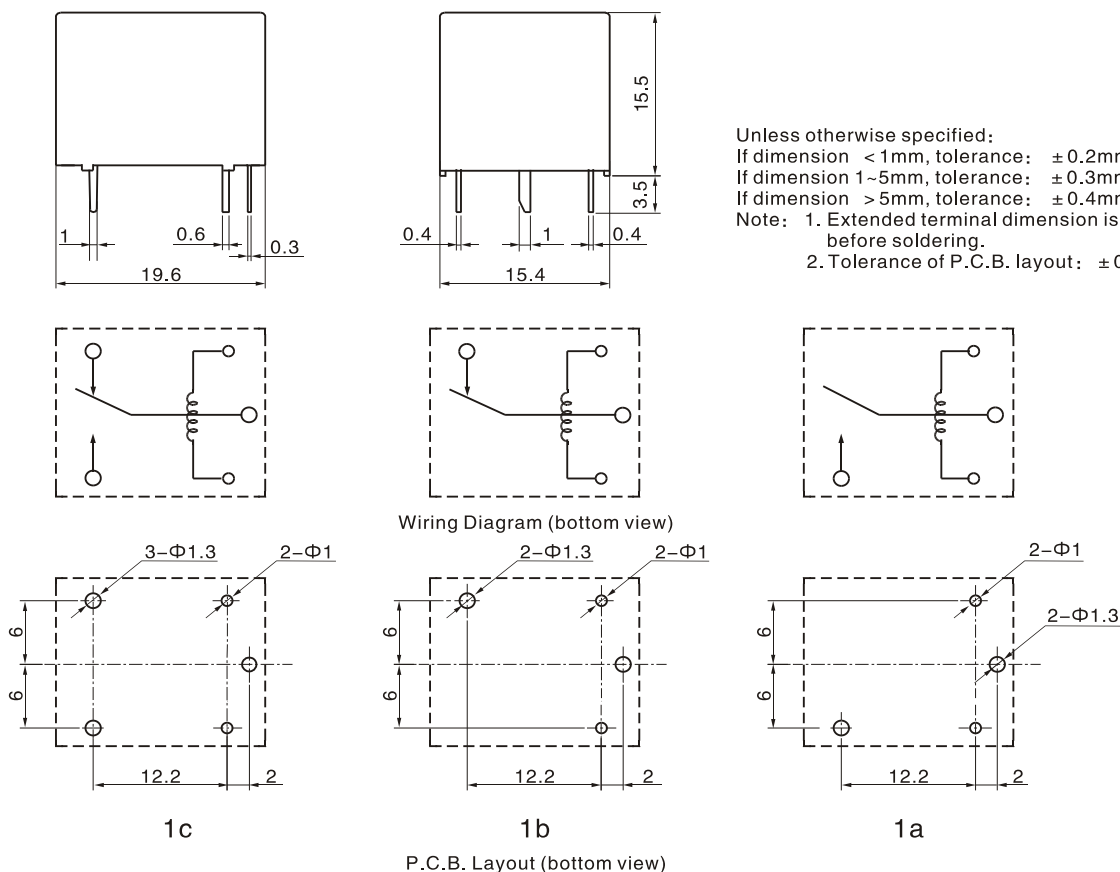 15.5
3.5
1
0.6
0.3
19.6
0.4
1
0.4
15.4
Unless otherwise specified:
If dimension <1mm, tolerance: ±0.2mm
If dimension 1~5mm, tolerance: ±0.3mm
If dimension >5mm, tolerance: ±0.4mm
Note: 1. Extended terminal dimension is
before soldering.
2. Tolerance of P.C.B. layout: ±0
Wiring Diagram (bottom view)
3-Φ1.3
2-Φ1
6
6
12.2
2
1c
2-Φ1.3
2-Φ1
6
6
12.2
2
1b
2-Φ1
2-Φ1.3
6
6
12.2
2
1a
P.C.B. Layout (bottom view)